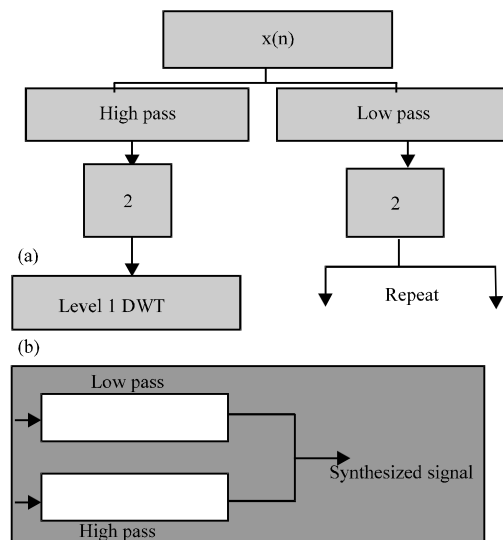 x(n)
High pass
Low pass
2
2
(a)
Level 1 DWT
Repeat
(b)
Low pass
Synthesized signal
High pass